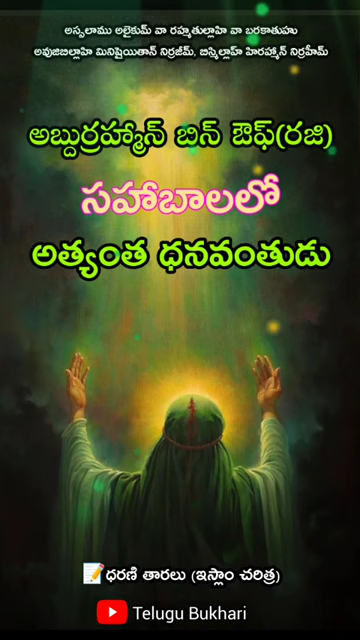 అస్సలాము అలైకుమ్ వా రహ్మతుల్లాహి వా బరకాతుహు
అవుజుబిల్లాహి మినిషైయితాన్ నిర్రజీమ్, బిస్మిల్లాహ్ హిరహ్మాన్ నిర్రహీమ్
అబ్దుర్రహ్మాన్ బిన్ ఔఫ్(రజి)
సహాబాలలో
అత్యంత ధనవంతుడు
📝ధరణి తారలు (ఇస్లాం చరిత్ర)
Telugu Bukhari